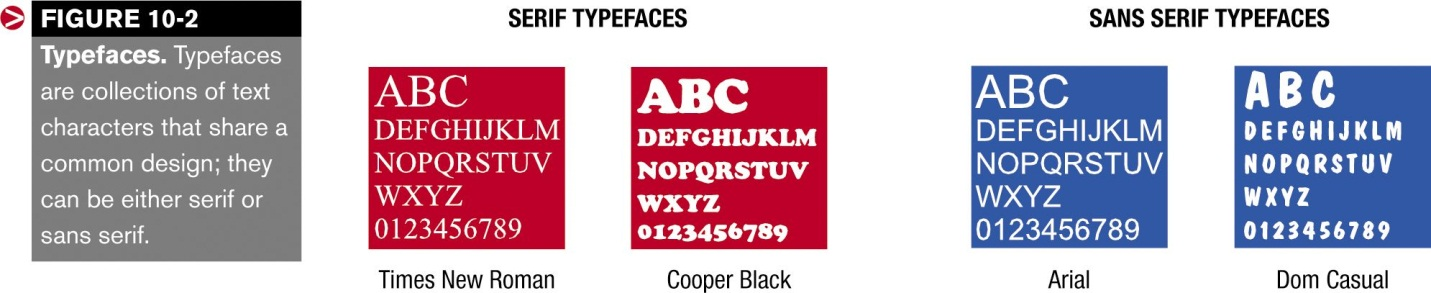 FIGURE 10-2
Typefaces. Typefaces
are collections of text
characters that share a
common design; they
can be either serif or
sans serif.
SERIF TYPEFACES
ABC
DEFGHIJKLM
NOPQRSTUV
WXYZ
0123456789
Times New Roman
ABC
DEFGHIJKLM
NOPQRSTUV
WXYZ
0123456789
Cooper Black
SANS SERIF TYPEFACES
ABC
DEFGHIJKLM
NOPQRSTUV
WXYZ
0123456789
Arial
ABC
DEFGHIJKLM
NOPQRSTUV
WXYZ
0123456789
Dom Casual